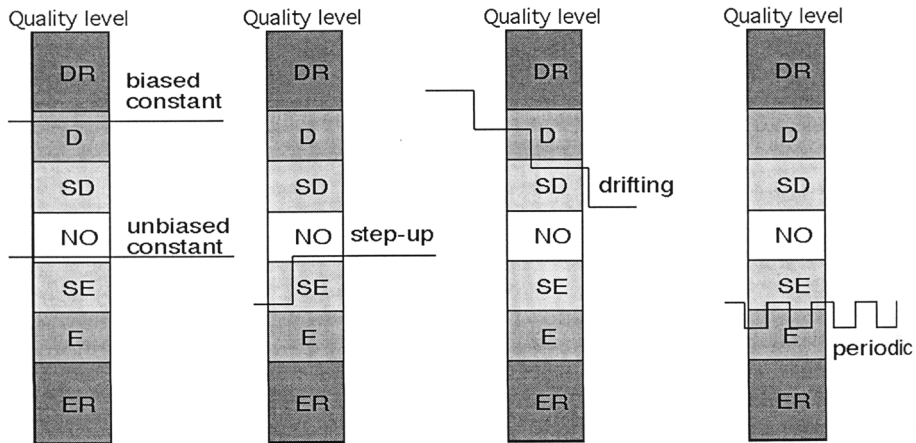 Quality level
DR
D
SD
NO
SE
E
ER
biased
constant
unbiased
constant
Quality level
DR
D
SD
NO
SE
E
ER
step-up
Quality level
DR
D
SD
NO
SE
E
ER
drifting
Quality level
DR
D
SD
NO
SE
E
ER
periodic